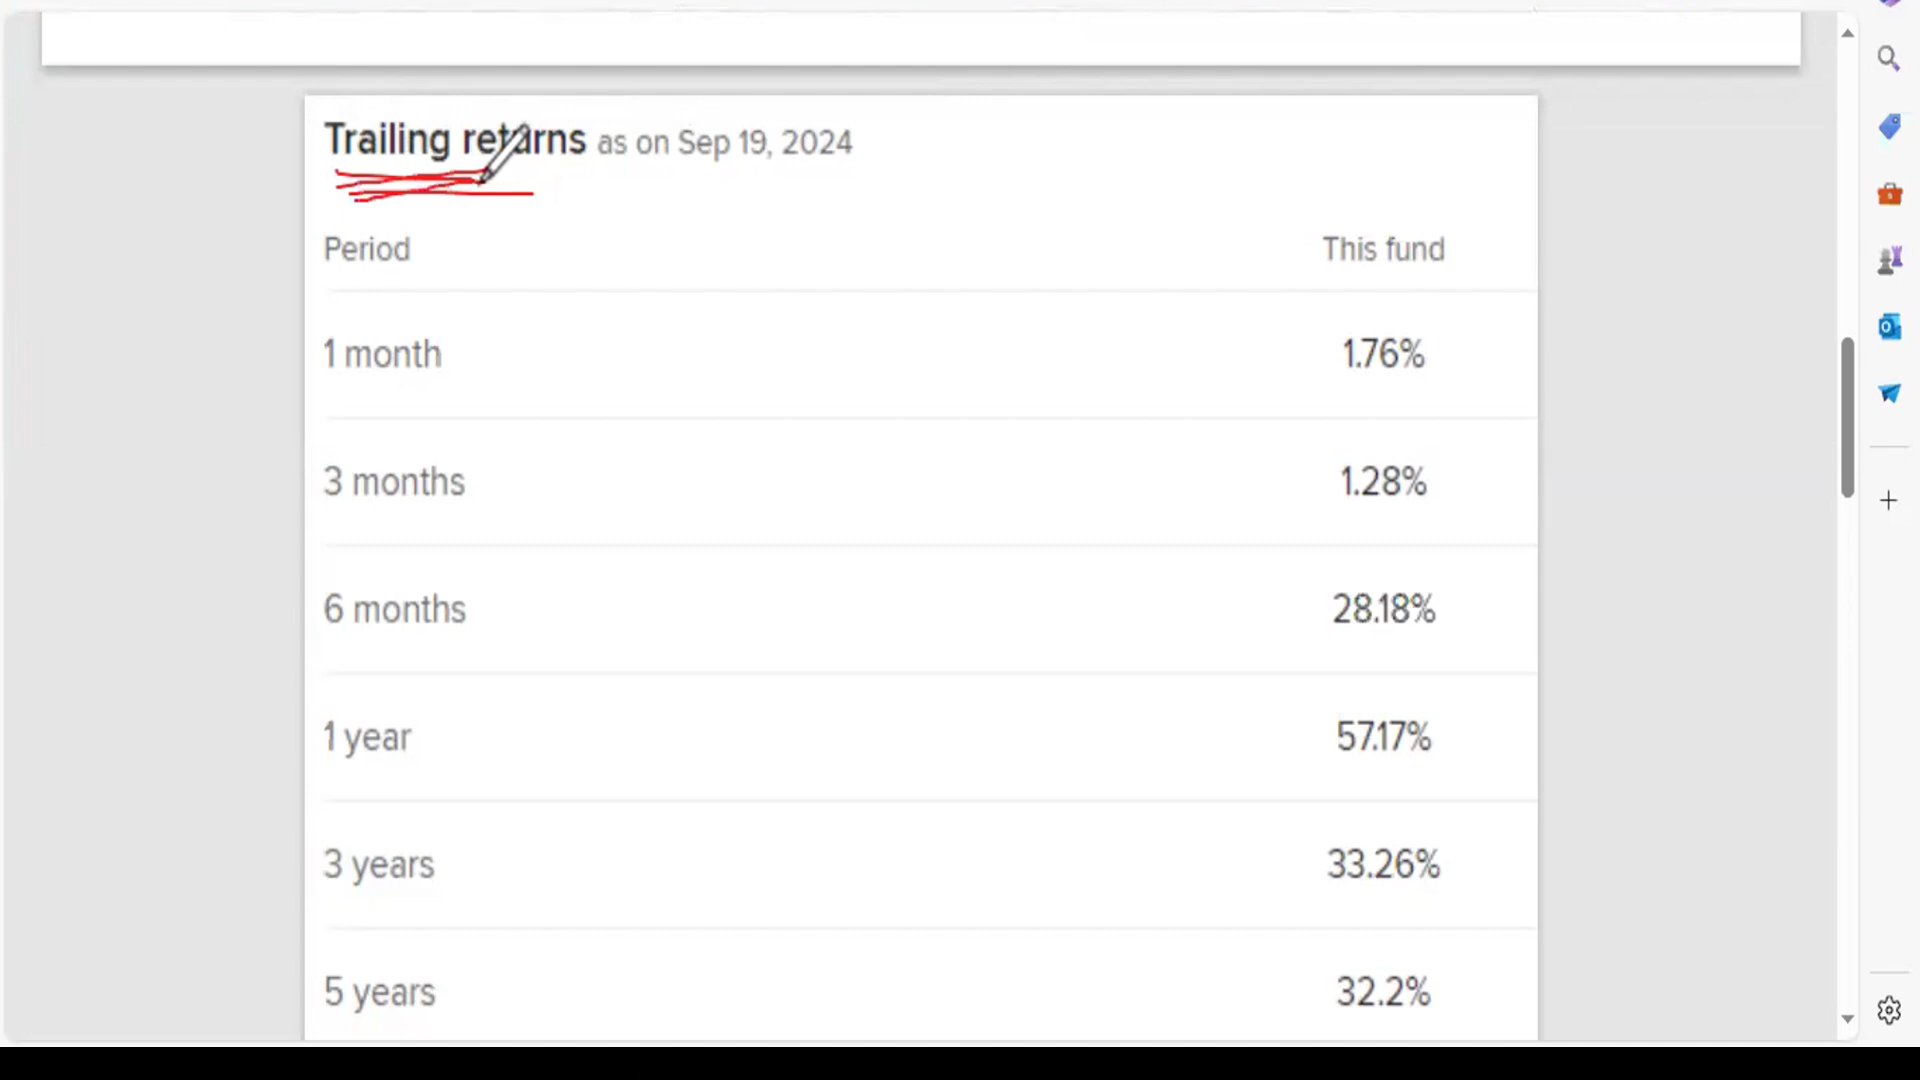 Trailing returns as on Sep 19, 2024
Period This fund
1 month 1.76%
3 months 1.28%
6 months 28.18%
1 year 57.17%
3 years 33.26%
5 years 32.2%